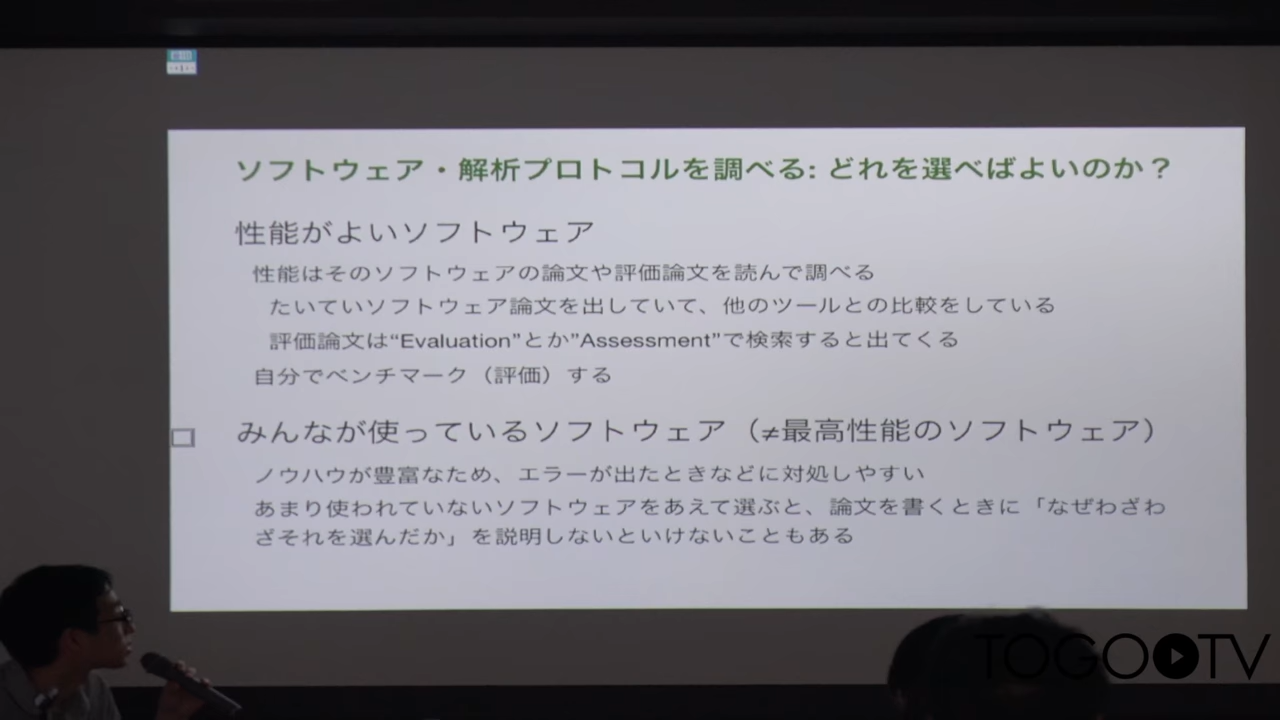 ソフトウェア・解析プロトコルを調べる: どれを選べばよいのか？
性能がよいソフトウェア
性能はそのソフトウェアの論文や評価論文を読んで調べる
たいていソフトウェア論文を出していて、他のツールとの比較をしている
評価論文は“Evaluation”とか”Assessment”で検索すると出てくる
自分でベンチマーク（評価）する
みんなが使っているソフトウェア（≠最高性能のソフトウェア）
ノウハウが豊富なため、エラーが出たときなどに対処しやすい
あまり使われていないソフトウェアをあえて選ぶと、論文を書くときに「なぜわざわ
ざそれを選んだか」を説明しないといけないこともある
TOGOTV